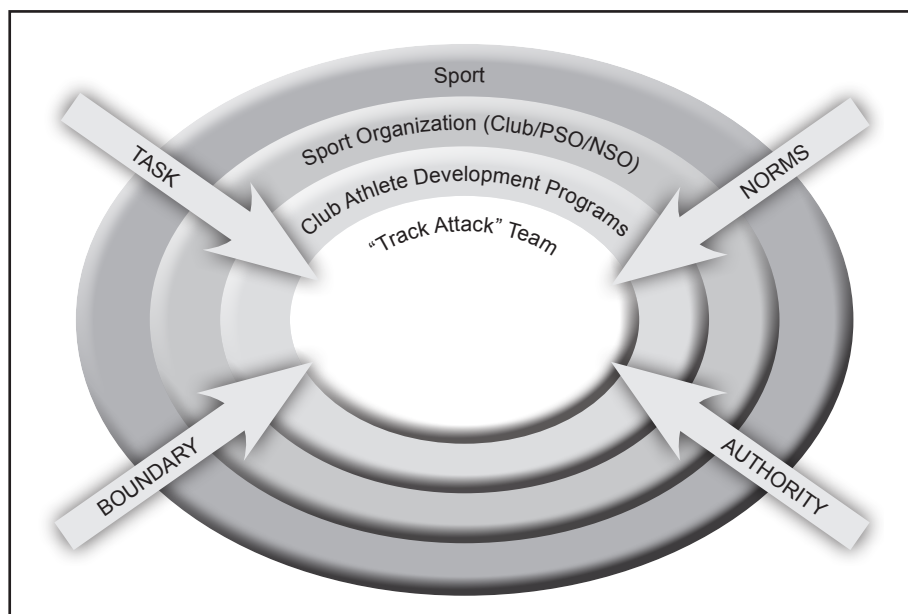 Sport
Sport Organization (Club/PSO/NSO)
Club Athlete Development Programs
“Track Attack” Team
TASK
NORMS
BOUNDARY
AUTHORITY